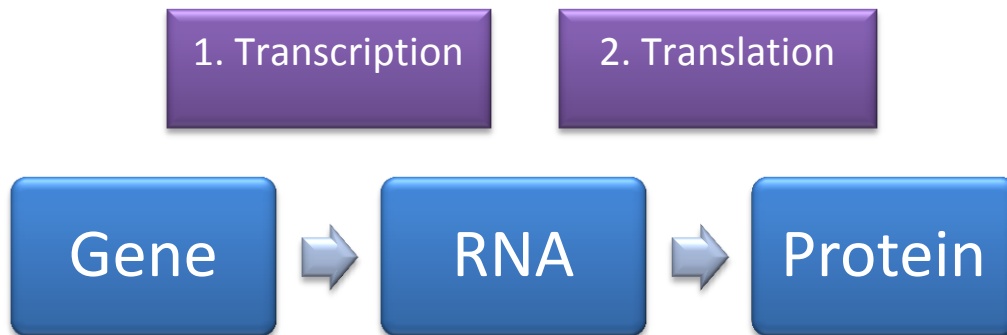 1. Transcription
2. Translation
Gene
RNA
Protein